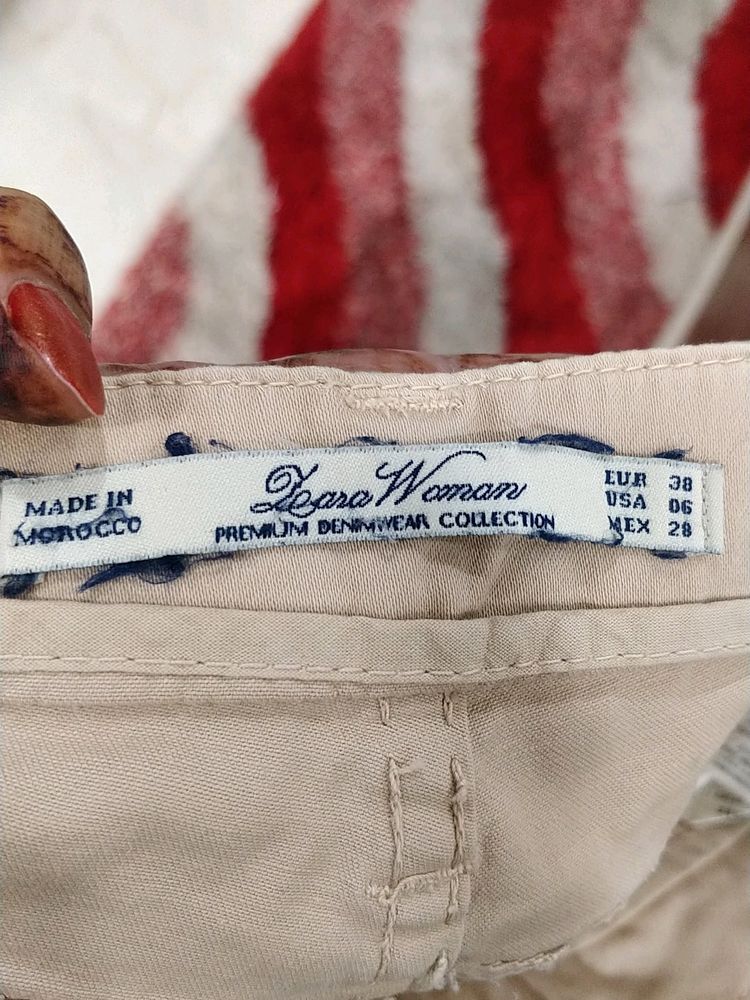 MADE IN
MOROCCO
Zara Woman
PREMIUM DENIMWEAR COLLECTION
EUR 38
USA 06
MEX 28